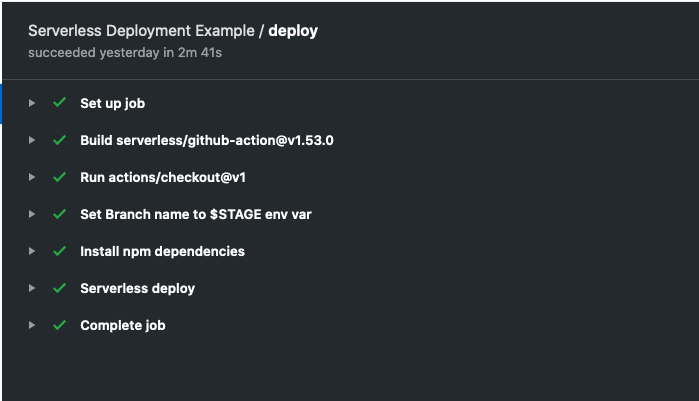 Serverless Deployment Example / deploy
succeeded yesterday in 2m 41s
Set up job
Build serverless/github-action@v1.53.0
Run actions/checkout@v1
Set Branch name to $STAGE env var
Install npm dependencies
Serverless deploy
Complete job